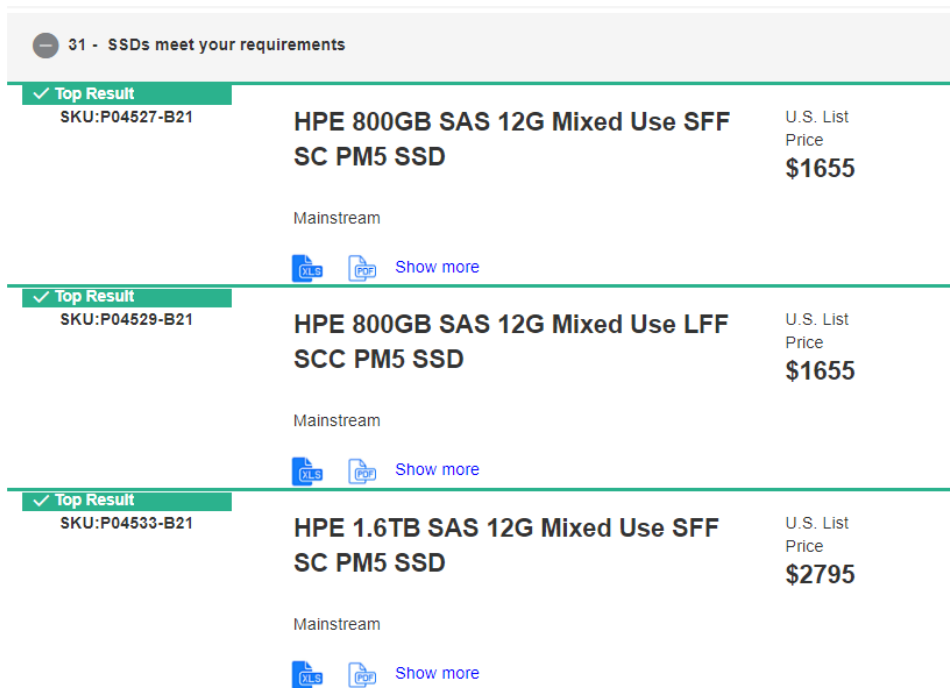 31 - SSDs meet your requirements
Top Result
SKU:P04527-B21
HPE 800GB SAS 12G Mixed Use SFF
SC PM5 SSD
U.S. List
Price
$1655
Mainstream
XLS PDF Show more
Top Result
SKU:P04529-B21
HPE 800GB SAS 12G Mixed Use LFF
SCC PM5 SSD
U.S. List
Price
$1655
Mainstream
XLS PDF Show more
Top Result
SKU:P04533-B21
HPE 1.6TB SAS 12G Mixed Use SFF
SC PM5 SSD
U.S. List
Price
$2795
Mainstream
XLS PDF Show more